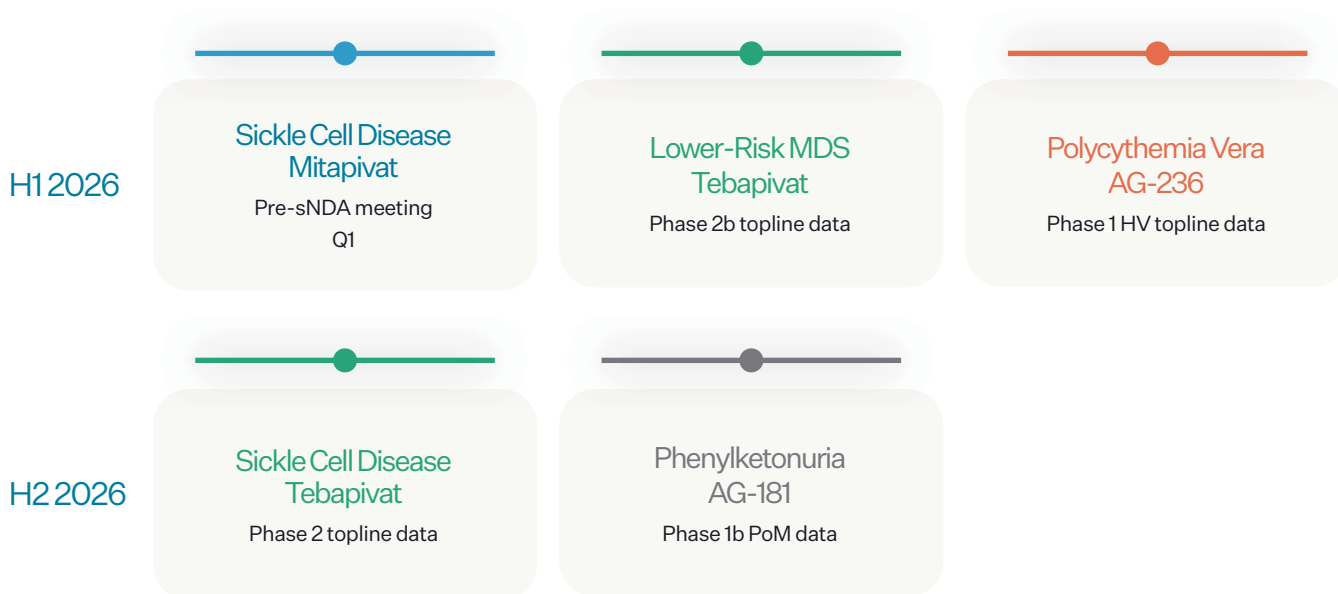 Sickle Cell Disease
Mitapivat
Pre-sNDA meeting
Q1
Lower-Risk MDS
Tebapivat
Phase 2b topline data
Polycythemia Vera
AG-236
Phase 1 HV topline data
H1 2026
Sickle Cell Disease
Tebapivat
Phase 2 topline data
Phenylketonuria
AG-181
Phase 1b PoM data
H2 2026